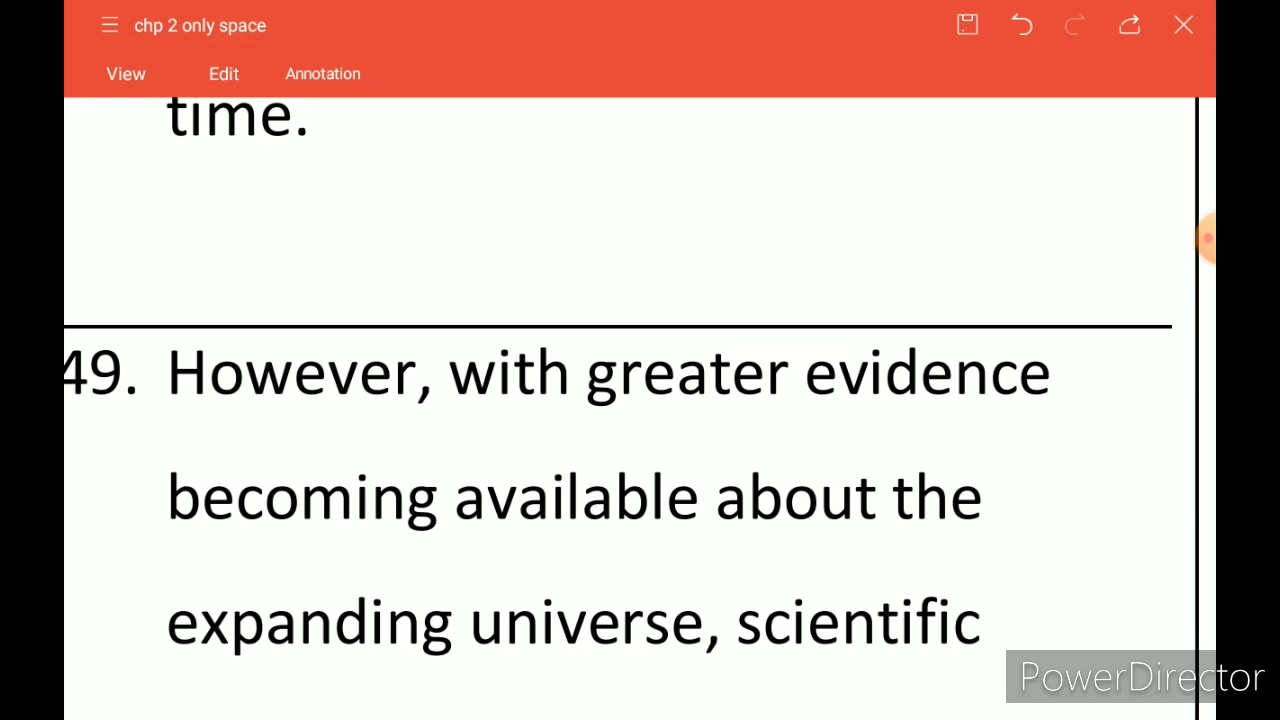 chp 2 only space
View Edit Annotation
time.
49. However, with greater evidence
becoming available about the
expanding universe, scientific
PowerDirector